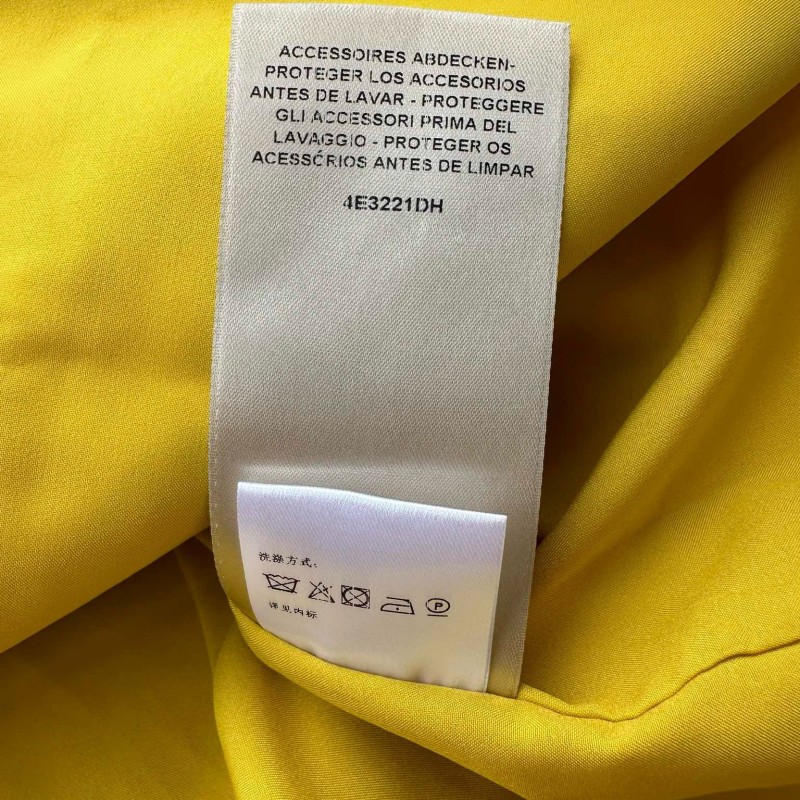 ACCESSOIRES ABDECKEN-
PROTEGER LOS ACCESORIOS
ANTES DE LAVAR - PROTEGGERE
GLI ACCESSORI PRIMA DEL
LAVAGGIO - PROTEGER OS
ACESSÓRIOS ANTES DE LIMPAR
4E3221DH
洗涤方式:
P
详见内标